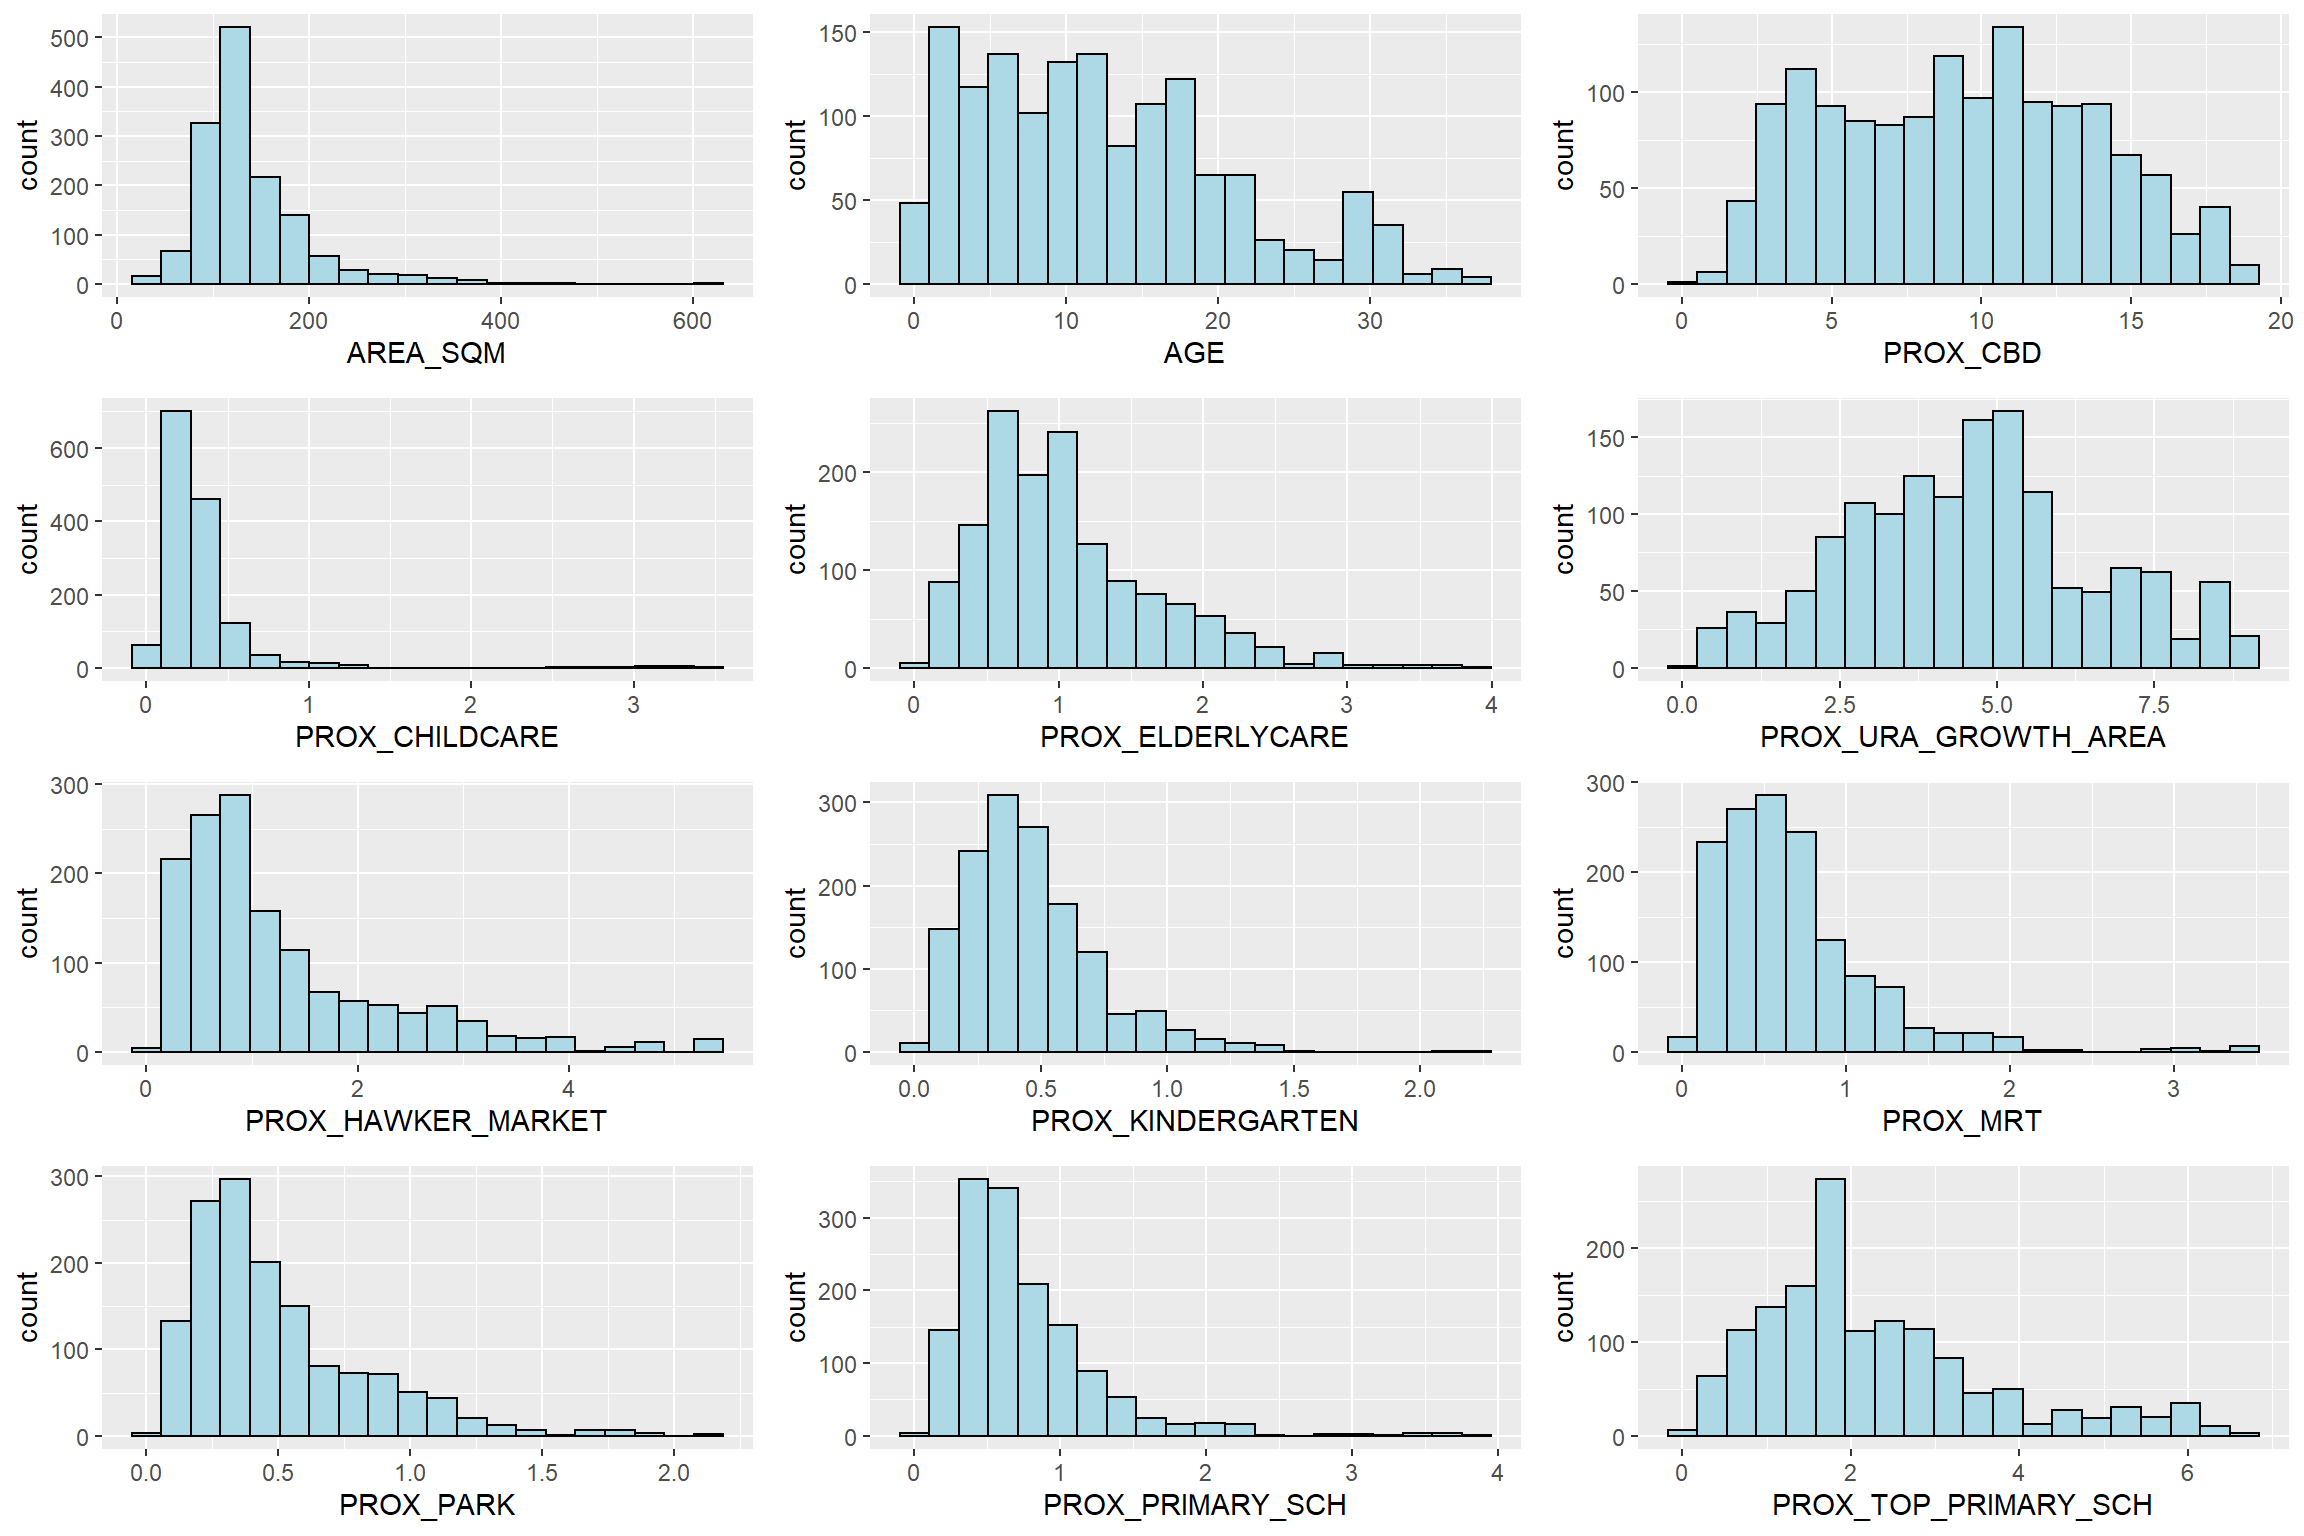 count
500
400
300
200
100
0
0 200 400 600
AREA_SQM
count
150
100
50
0
0 10 20 30
AGE
count
100
50
0
0 5 10 15 20
PROX_CBD
count
600
400
200
0
0 1 2 3
PROX_CHILDCARE
count
200
100
0
0 1 2 3 4
PROX_ELDERLYCARE
count
150
100
50
0
0.0 2.5 5.0 7.5
PROX_URA_GROWTH_AREA
count
300
200
100
0
0 2 4
PROX_HAWKER_MARKET
count
300
200
100
0
0.0 0.5 1.0 1.5 2.0
PROX_KINDERGARTEN
count
300
200
100
0
0 1 2 3
PROX_MRT
count
300
200
100
0
0.0 0.5 1.0 1.5 2.0
PROX_PARK
count
300
200
100
0
0 1 2 3 4
PROX_PRIMARY_SCH
count
200
100
0
0 2 4 6
PROX_TOP_PRIMARY_SCH